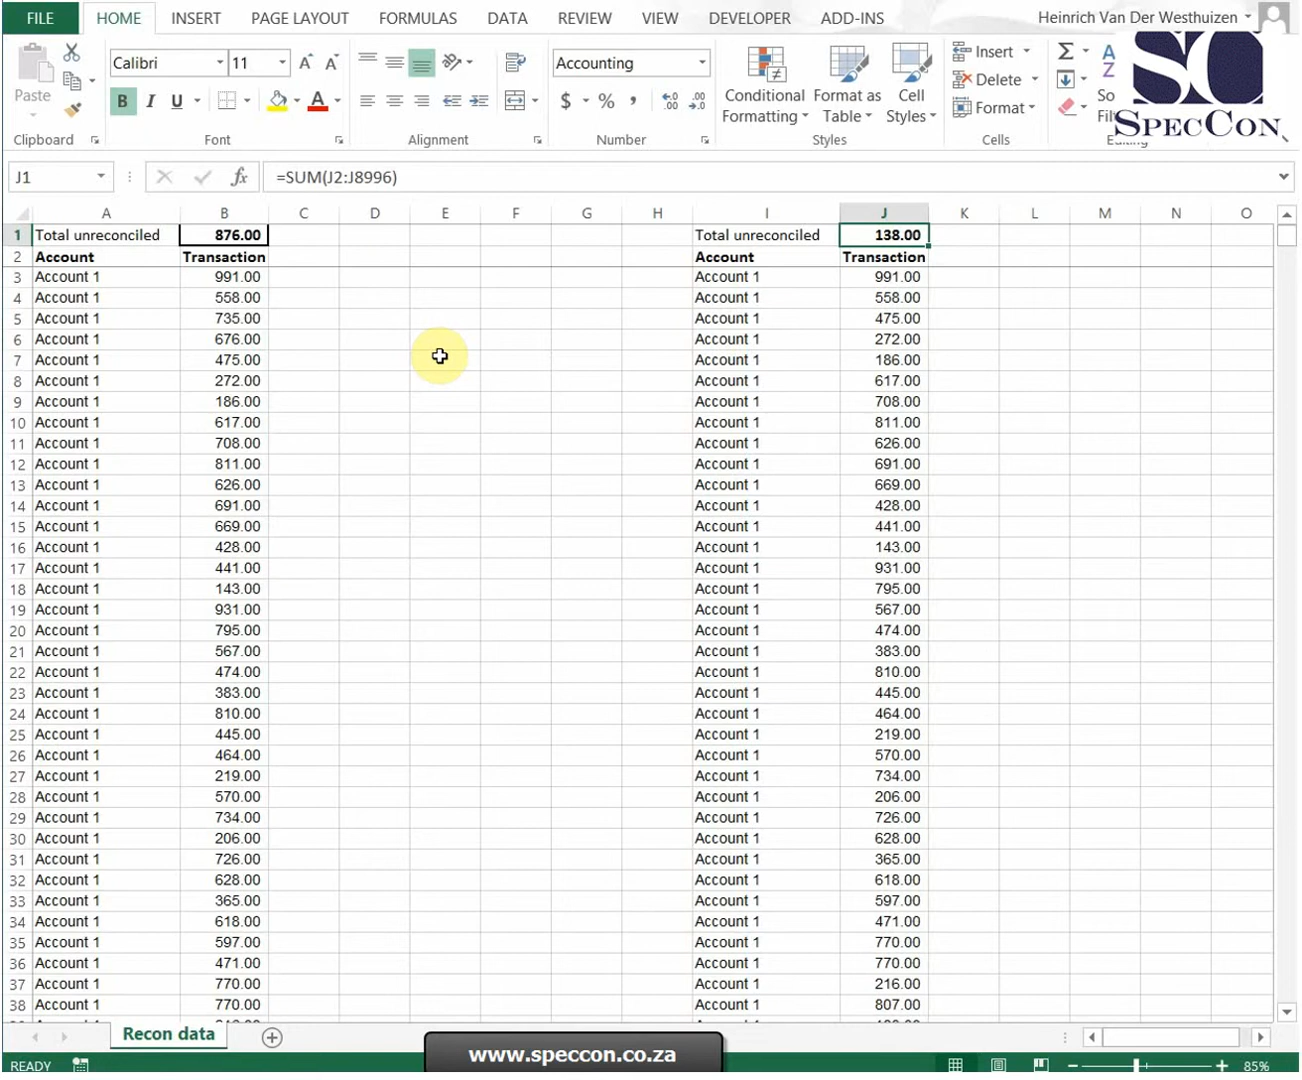 FILE HOME INSERT PAGE LAYOUT FORMULAS DATA REVIEW VIEW DEVELOPER ADD-INS Heinrich Van Der Westhuizen
Paste
Calibri 11
B I U A
Accounting
$ %
Conditional Formatting
Format as Table
Cell Styles
Insert
Delete
Format
Σ
A
Z
So
SC
SPECCON
Clipboard Font Alignment Number Styles Cells
J1 fx =SUM(J2:J8996)
A B C D E F G H I J K L M N O
1 Total unreconciled 876.00 Total unreconciled 138.00
2 Account Transaction Account Transaction
3 Account 1 991.00 Account 1 991.00
4 Account 1 558.00 Account 1 558.00
5 Account 1 735.00 Account 1 475.00
6 Account 1 676.00 Account 1 272.00
7 Account 1 475.00 Account 1 186.00
8 Account 1 272.00 Account 1 617.00
9 Account 1 186.00 Account 1 708.00
10 Account 1 617.00 Account 1 811.00
11 Account 1 708.00 Account 1 626.00
12 Account 1 811.00 Account 1 691.00
13 Account 1 626.00 Account 1 669.00
14 Account 1 691.00 Account 1 428.00
15 Account 1 669.00 Account 1 441.00
16 Account 1 428.00 Account 1 143.00
17 Account 1 441.00 Account 1 931.00
18 Account 1 143.00 Account 1 795.00
19 Account 1 931.00 Account 1 567.00
20 Account 1 795.00 Account 1 474.00
21 Account 1 567.00 Account 1 383.00
22 Account 1 474.00 Account 1 810.00
23 Account 1 383.00 Account 1 445.00
24 Account 1 810.00 Account 1 464.00
25 Account 1 445.00 Account 1 219.00
26 Account 1 464.00 Account 1 570.00
27 Account 1 219.00 Account 1 734.00
28 Account 1 570.00 Account 1 206.00
29 Account 1 734.00 Account 1 726.00
30 Account 1 206.00 Account 1 628.00
31 Account 1 726.00 Account 1 365.00
32 Account 1 628.00 Account 1 618.00
33 Account 1 365.00 Account 1 597.00
34 Account 1 618.00 Account 1 471.00
35 Account 1 597.00 Account 1 770.00
36 Account 1 471.00 Account 1 770.00
37 Account 1 770.00 Account 1 216.00
38 Account 1 770.00 Account 1 807.00
Recon data
www.speccon.co.za
READY 85%